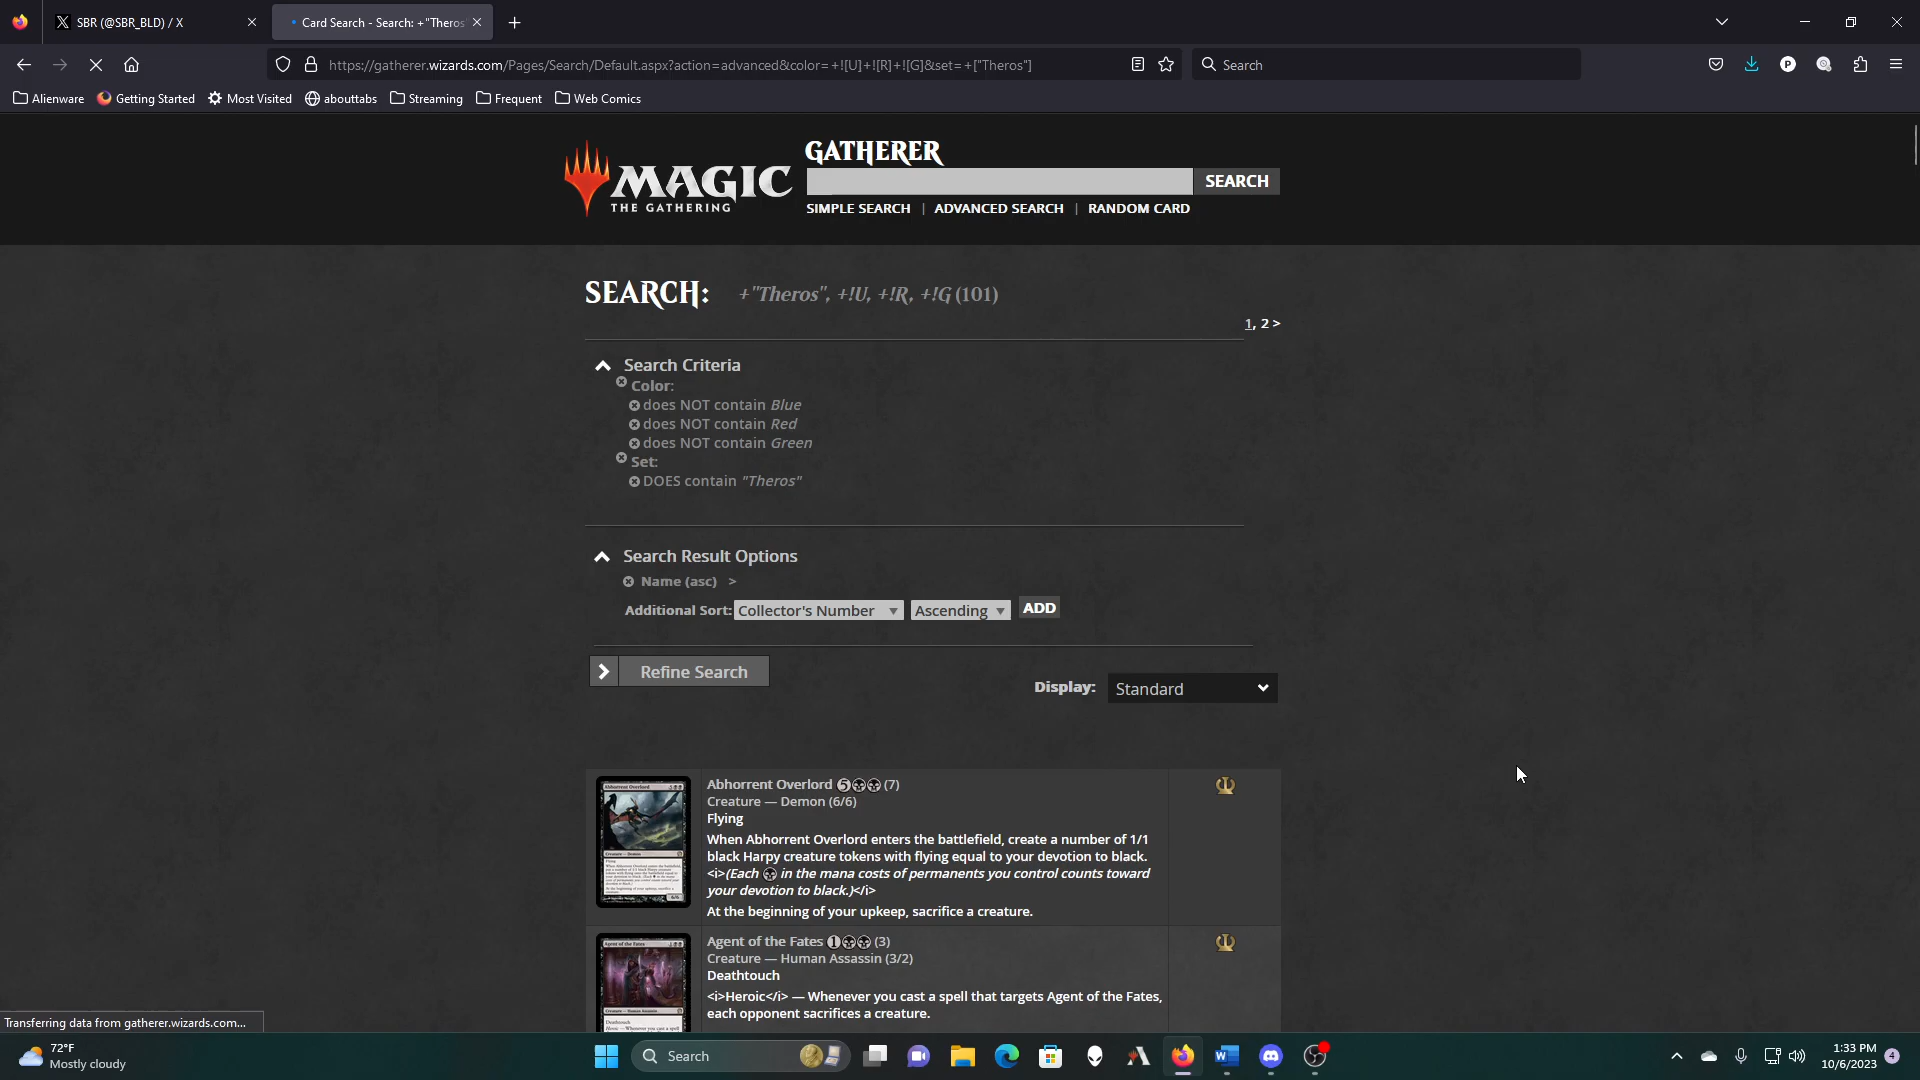 SBR (@SBR_BLD) / X
Card Search - Search: +"Theros"
https://gatherer.wizards.com/Pages/Search/Default.aspx?action=advanced&color=+![U]+![R]+![G]&set=+["Theros"]
Search
Alienware
Getting Started
Most Visited
abouttabs
Streaming
Frequent
Web Comics
MAGIC
THE GATHERING
GATHERER
SEARCH
SIMPLE SEARCH | ADVANCED SEARCH | RANDOM CARD
SEARCH: +"Theros", +!U, +!R, +!G (101)
1, 2 >
Search Criteria
Color:
does NOT contain Blue
does NOT contain Red
does NOT contain Green
Set:
DOES contain "Theros"
Search Result Options
Name (asc) >
Additional Sort: Collector's Number Ascending ADD
Refine Search
Display: Standard
Abhorrent Overlord 5 (7)
Creature — Demon (6/6)
Flying
When Abhorrent Overlord enters the battlefield, create a number of 1/1
black Harpy creature tokens with flying equal to your devotion to black.
<i>(Each in the mana costs of permanents you control counts toward
your devotion to black.)</i>
At the beginning of your upkeep, sacrifice a creature.
Agent of the Fates 1 (3)
Creature — Human Assassin (3/2)
Deathtouch
<i>Heroic</i> — Whenever you cast a spell that targets Agent of the Fates,
each opponent sacrifices a creature.
Transferring data from gatherer.wizards.com...
72°F
Mostly cloudy
Search
1:33 PM
10/6/2023
4